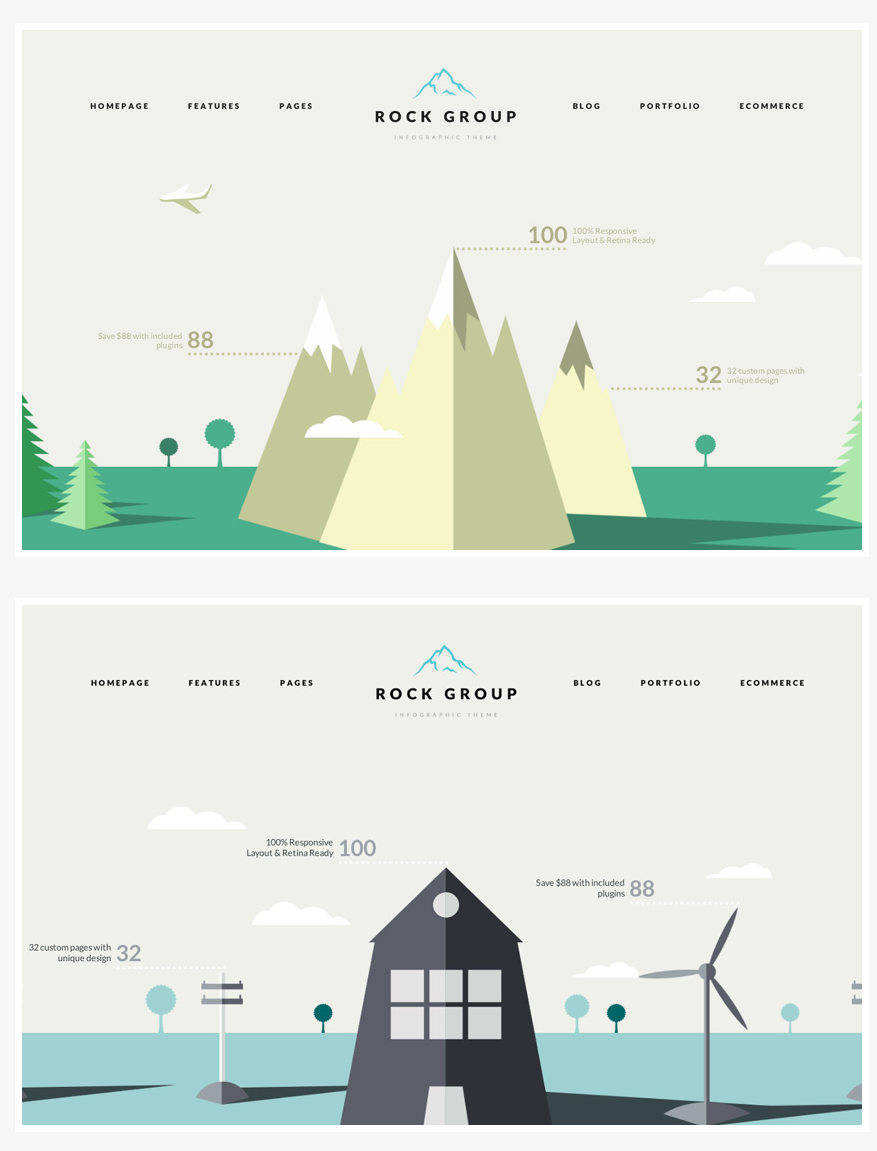 HOMEPAGE FEATURES PAGES
BLOG PORTFOLIO ECOMMERCE
ROCK GROUP
INFOGRAPHIC THEME
100
100% Responsive
Layout & Retina Ready
Save $88 with included
plugins
88
32
32 custom pages with
unique design
HOMEPAGE FEATURES PAGES
BLOG PORTFOLIO ECOMMERCE
ROCK GROUP
INFOGRAPHIC THEME
100% Responsive
Layout & Retina Ready
100
Save $88 with included
plugins
88
32 custom pages with
unique design
32